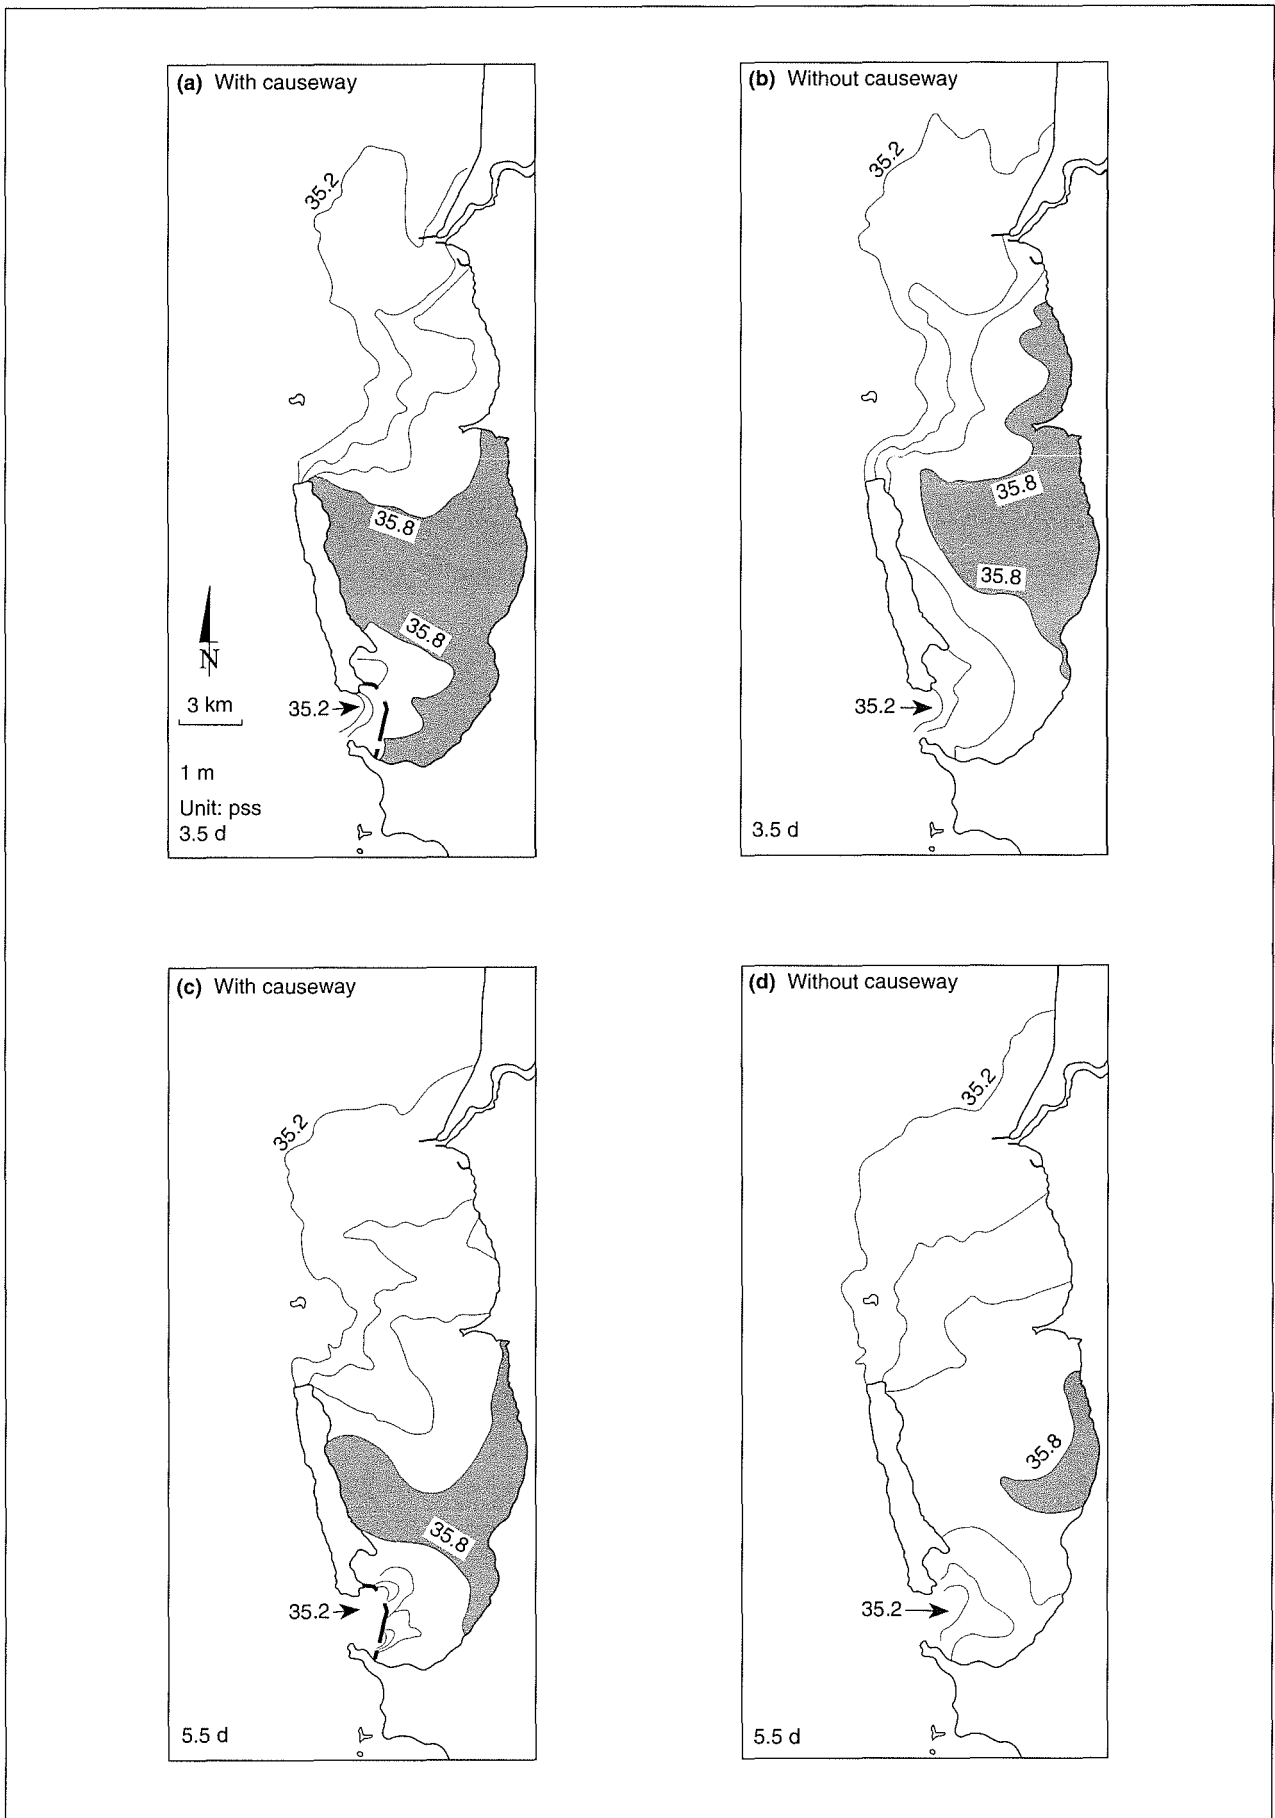 (a) With causeway
35.2
35.8
35.8
N
3 km
35.2
1 m
Unit: pss
3.5 d
(b) Without causeway
35.2
35.8
35.8
35.2
3.5 d
(c) With causeway
35.2
35.8
35.2
5.5 d
(d) Without causeway
35.2
35.8
35.2
5.5 d